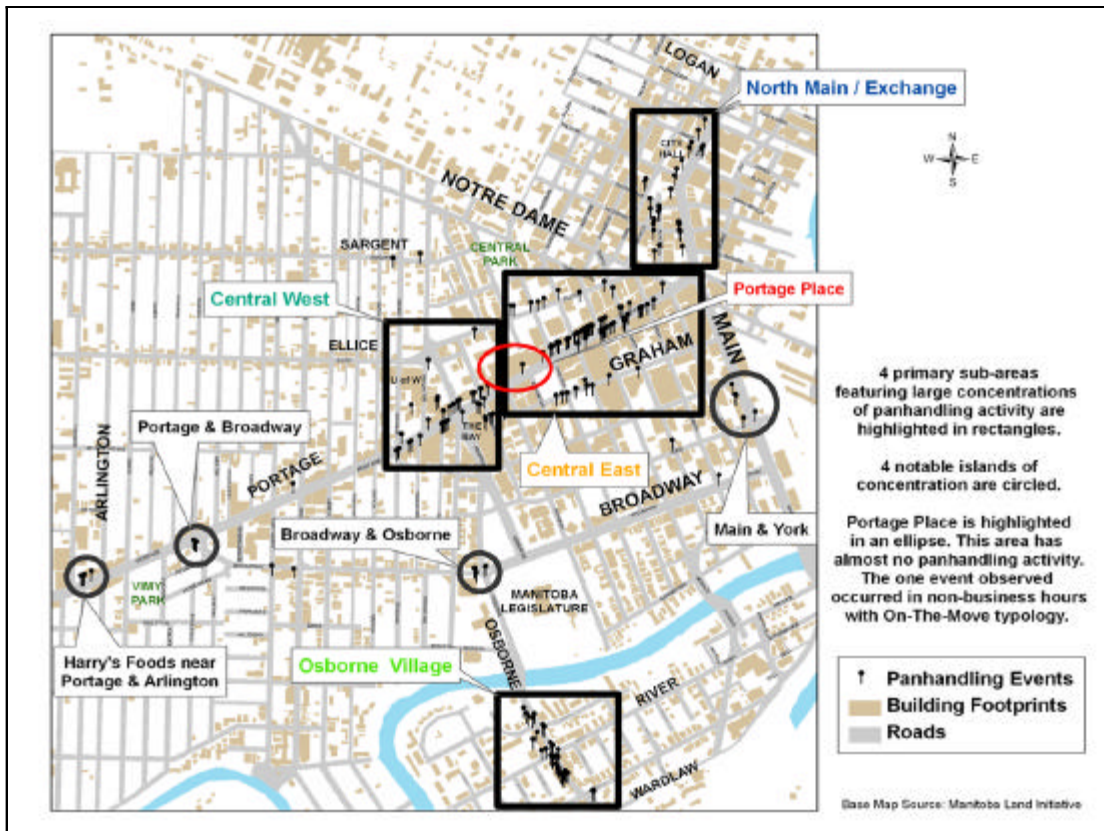 LOGAN
North Main / Exchange
CITY
HALL
N
W E
S
NOTRE DAME
SARGENT
CENTRAL
PARK
Central West
Portage Place
ELLICE
MAIN
GRAHAM
U of W
THE
BAY
4 primary sub-areas
featuring large concentrations
of panhandling activity are
highlighted in rectangles.
Portage & Broadway
ARLINGTON
PORTAGE
Central East
4 notable islands of
concentration are circled.
BROADWAY
Broadway & Osborne
Main & York
Portage Place is highlighted
in an ellipse. This area has
almost no panhandling activity.
The one event observed
occurred in non-business hours
with On-The-Move typology.
VIMY
PARK
MANITOBA
LEGISLATURE
Harry's Foods near
Portage & Arlington
OSBORNE
Osborne Village
RIVER
WARDLAW
Panhandling Events
Building Footprints
Roads
Base Map Source: Manitoba Land Initiative